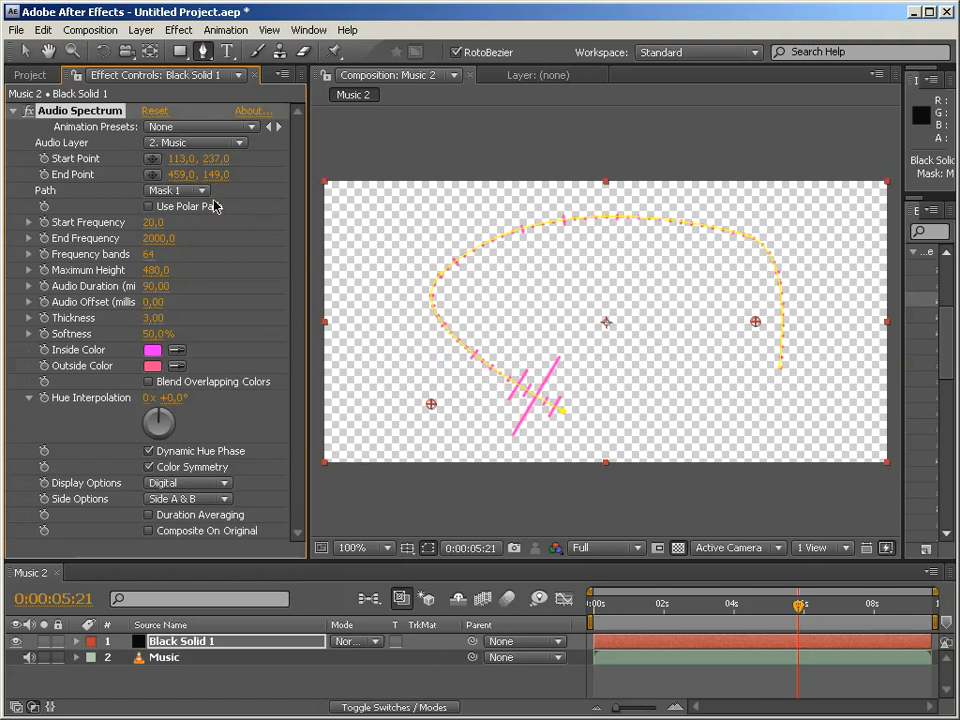 Adobe After Effects - Untitled Project.aep *
File Edit Composition Layer Effect Animation View Window Help
RotoBezier Workspace: Standard Search Help
Project Effect Controls: Black Solid 1 Composition: Music 2 Layer: (none)
Music 2 • Black Solid 1 Music 2
Audio Spectrum Reset About...
Animation Presets: None
Audio Layer 2. Music
Start Point 113,0, 237,0
End Point 459,0, 149,0
Path Mask 1
Use Polar Pa
Start Frequency 20,0
End Frequency 2000,0
Frequency bands 64
Maximum Height 480,0
Audio Duration (mi 90,00
Audio Offset (millis 0,00
Thickness 3,00
Softness 50,0%
Inside Color
Outside Color
Blend Overlapping Colors
Hue Interpolation 0 x +0,0°
Dynamic Hue Phase
Color Symmetry
Display Options Digital
Side Options Side A & B
Duration Averaging
Composite On Original
R :
G :
B :
A :
Black Soli
Mask: M
...e
100% 0:00:05:21 Full Active Camera 1 View
Music 2
0:00:05:21
:00s 02s 04s 08s
# Source Name Mode T TrkMat Parent
1 Black Solid 1 Nor... None
2 Music None
Toggle Switches / Modes